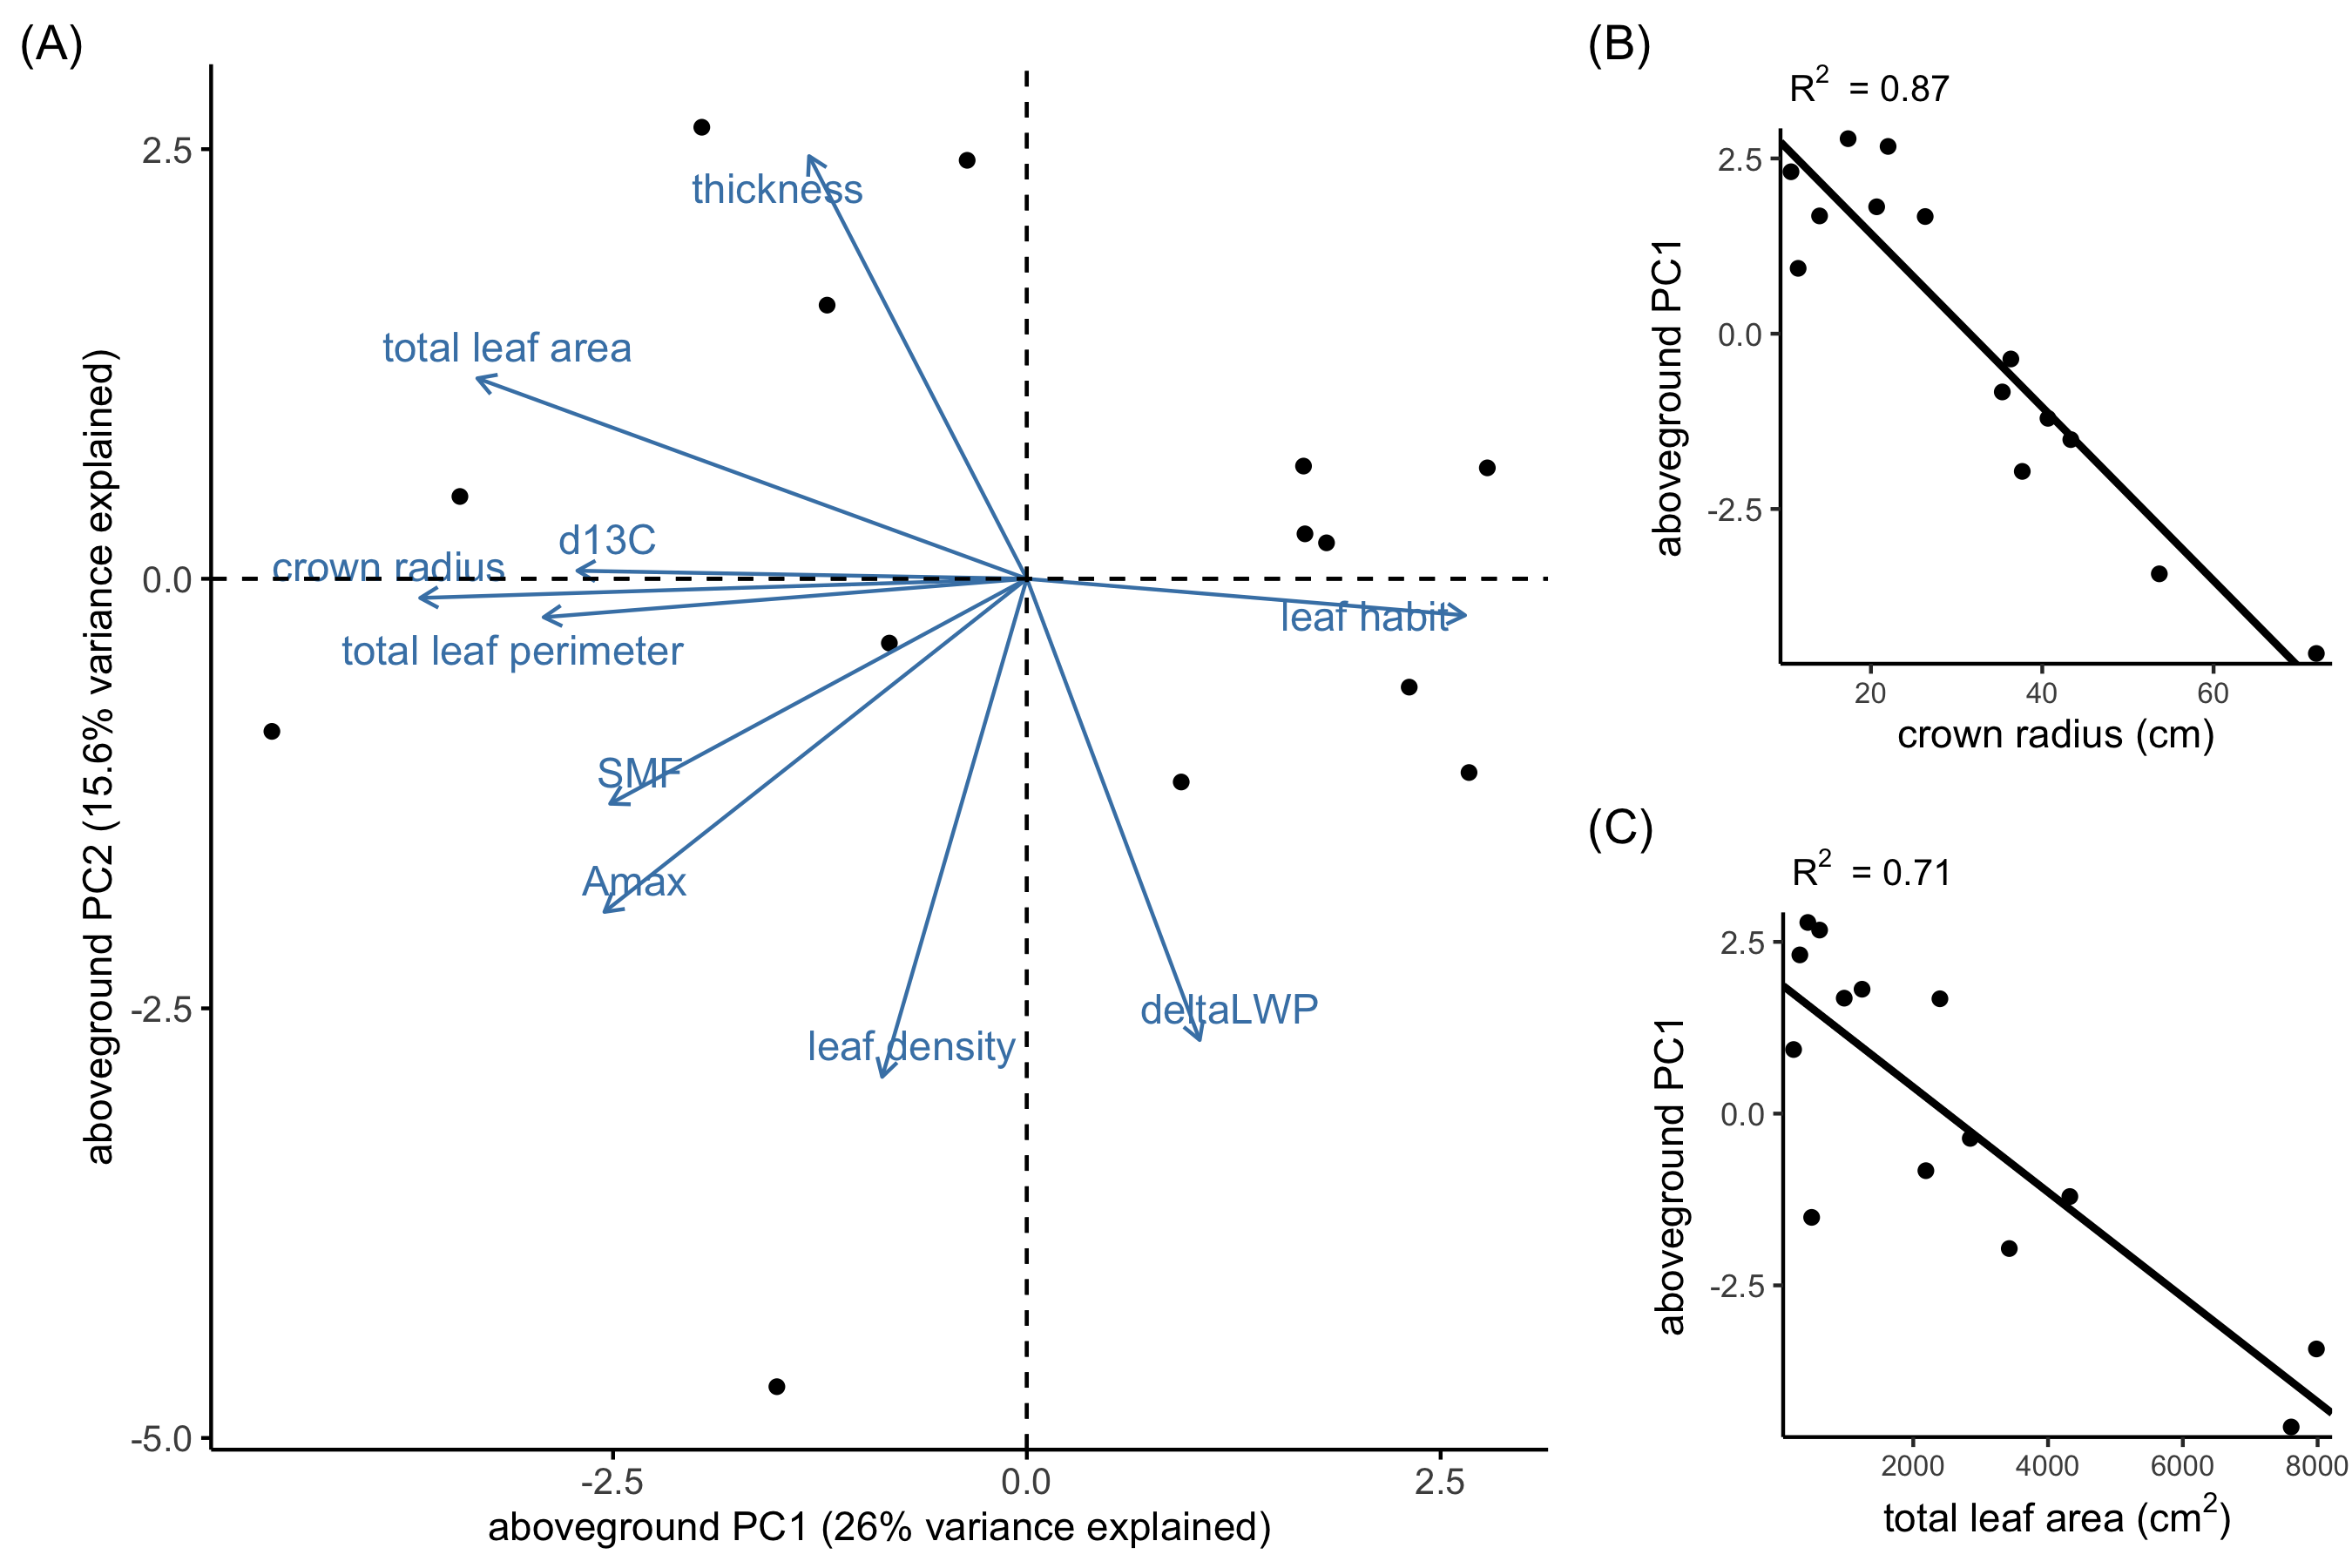 (A)
2.5
0.0
-2.5
-5.0
aboveground PC2 (15.6% variance explained)
thickness
total leaf area
d13C
crown radius
total leaf perimeter
leaf habit
SMF
Amax
deltaLWP
leaf density
-2.5
0.0
2.5
aboveground PC1 (26% variance explained)
(B)
R² = 0.87
2.5
0.0
-2.5
aboveground PC1
20
40
60
crown radius (cm)
(C)
R² = 0.71
2.5
0.0
-2.5
aboveground PC1
2000
4000
6000
8000
total leaf area (cm²)